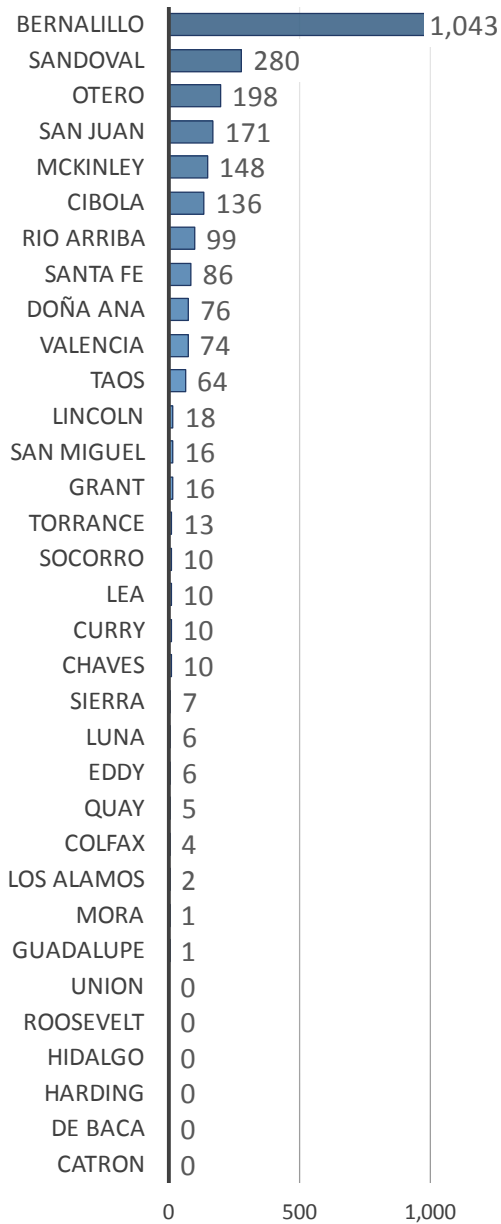 BERNALILLO 1,043
SANDOVAL 280
OTERO 198
SAN JUAN 171
MCKINLEY 148
CIBOLA 136
RIO ARRIBA 99
SANTA FE 86
DOÑA ANA 76
VALENCIA 74
TAOS 64
LINCOLN 18
SAN MIGUEL 16
GRANT 16
TORRANCE 13
SOCORRO 10
LEA 10
CURRY 10
CHAVES 10
SIERRA 7
LUNA 6
EDDY 6
QUAY 5
COLFAX 4
LOS ALAMOS 2
MORA 1
GUADALUPE 1
UNION 0
ROOSEVELT 0
HIDALGO 0
HARDING 0
DE BACA 0
CATRON 0
0 500 1,000